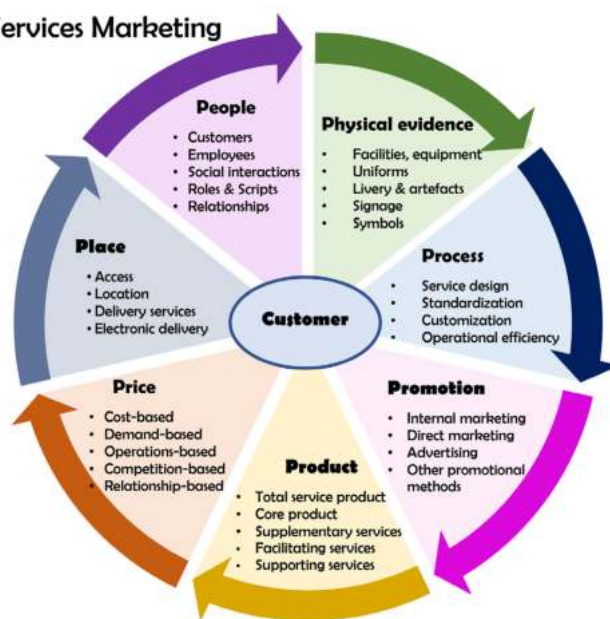 ervices Marketing
People
• Customers
• Employees
• Social interactions
• Roles & Scripts
• Relationships
Physical evidence
• Facilities, equipment
• Uniforms
• Livery & artefacts
• Signage
• Symbols
Process
• Service design
• Standardization
• Customization
• Operational efficiency
Promotion
• Internal marketing
• Direct marketing
• Advertising
• Other promotional
methods
Product
• Total service product
• Core product
• Supplementary services
• Facilitating services
• Supporting services
Price
• Cost-based
• Demand-based
• Operations-based
• Competition-based
• Relationship-based
Place
• Access
• Location
• Delivery services
• Electronic delivery
Customer